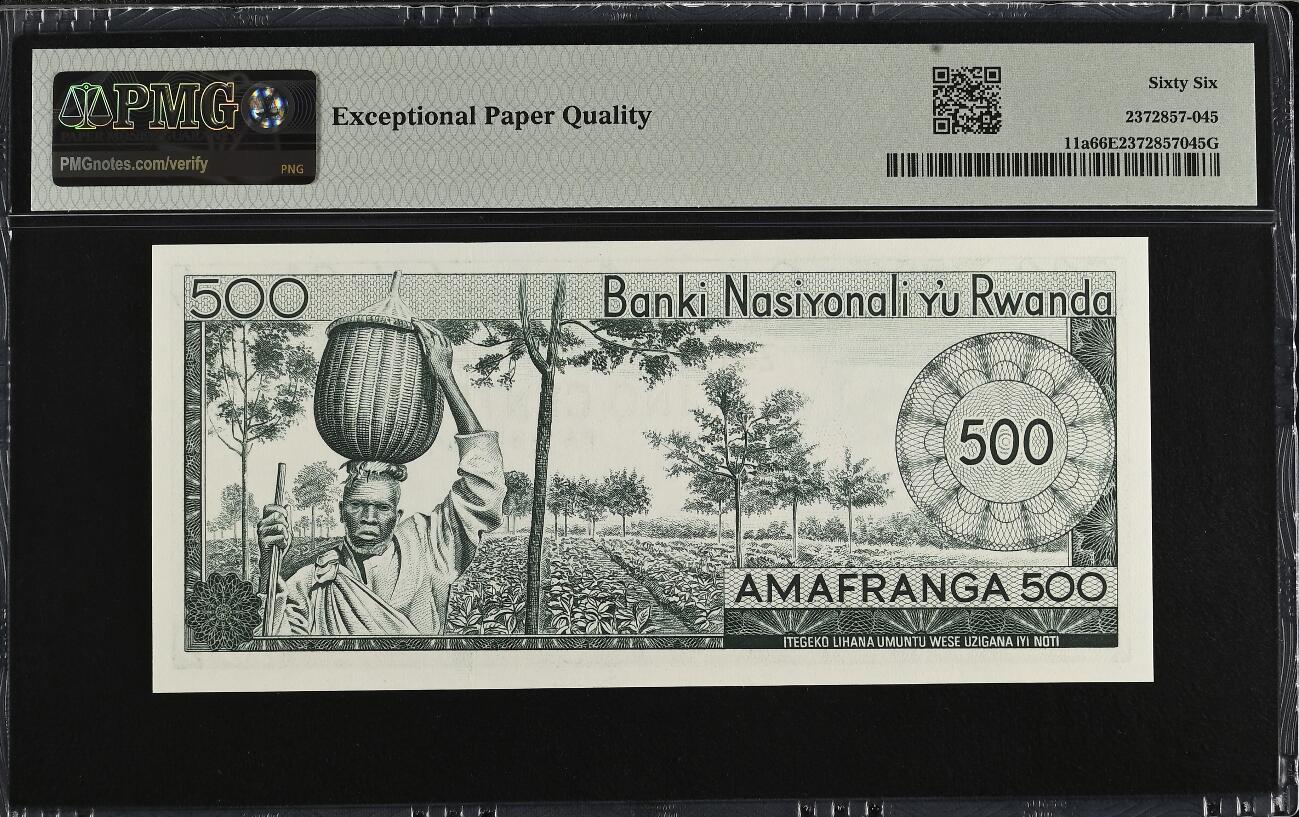 PMG
PMGnotes.com/verify
PNG
Exceptional Paper Quality
Sixty Six
2372857-045
11a66E2372857045G
500
Banki Nasiyonali y'u Rwanda
500
AMAFRANGA 500
ITEGEKO LIHANA UMUNTU WESE UZIGANA IYI NOTI